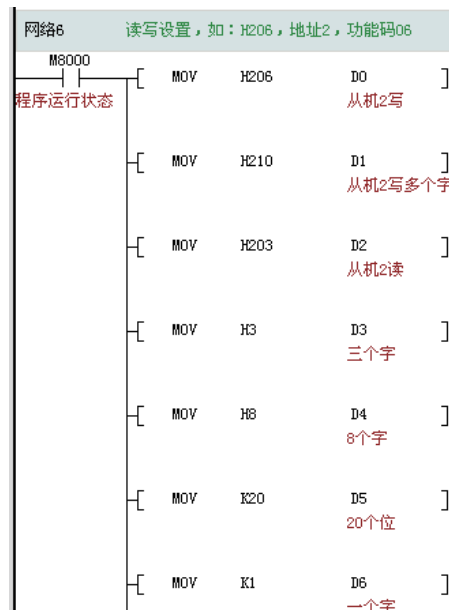 网络6 读写设置，如：H206，地址2，功能码06
M8000
程序运行状态
MOV H206 D0
从机2写
MOV H210 D1
从机2写多个字
MOV H203 D2
从机2读
MOV H3 D3
三个字
MOV H8 D4
8个字
MOV K20 D5
20个位
MOV K1 D6
一个字